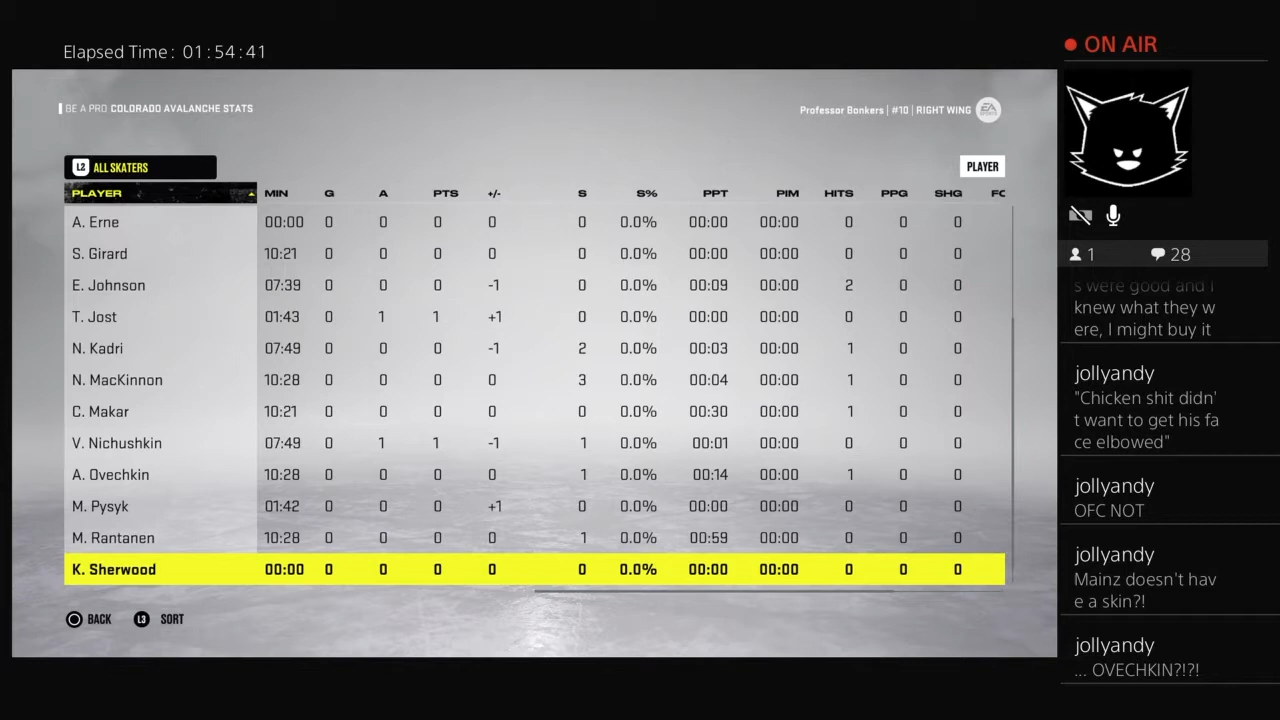 Elapsed Time: 01:54:41
ON AIR
BE A PRO COLORADO AVALANCHE STATS
Professor Bonkers | #10 | RIGHT WING
EA SPORTS
L2 ALL SKATERS
PLAYER
PLAYER MIN G A PTS +/- S S% PPT PIM HITS PPG SHG FO
A. Erne 00:00 0 0 0 0 0 0.0% 00:00 00:00 0 0 0
S. Girard 10:21 0 0 0 0 0 0.0% 00:00 00:00 0 0 0
E. Johnson 07:39 0 0 0 -1 0 0.0% 00:09 00:00 2 0 0
T. Jost 01:43 0 1 1 +1 0 0.0% 00:00 00:00 0 0 0
N. Kadri 07:49 0 0 0 -1 2 0.0% 00:03 00:00 1 0 0
N. MacKinnon 10:28 0 0 0 0 3 0.0% 00:04 00:00 1 0 0
C. Makar 10:21 0 0 0 0 0 0.0% 00:30 00:00 1 0 0
V. Nichushkin 07:49 0 1 1 -1 1 0.0% 00:01 00:00 0 0 0
A. Ovechkin 10:28 0 0 0 0 1 0.0% 00:14 00:00 1 0 0
M. Pysyk 01:42 0 0 0 +1 0 0.0% 00:00 00:00 0 0 0
M. Rantanen 10:28 0 0 0 0 1 0.0% 00:59 00:00 0 0 0
K. Sherwood 00:00 0 0 0 0 0 0.0% 00:00 00:00 0 0 0
BACK L3 SORT
1 28
s were good and I
knew what they w
ere, I might buy it
jollyandy
"Chicken shit didn'
t want to get his fa
ce elbowed"
jollyandy
OFC NOT
jollyandy
Mainz doesn't hav
e a skin?!
jollyandy
... OVECHKIN?!?!